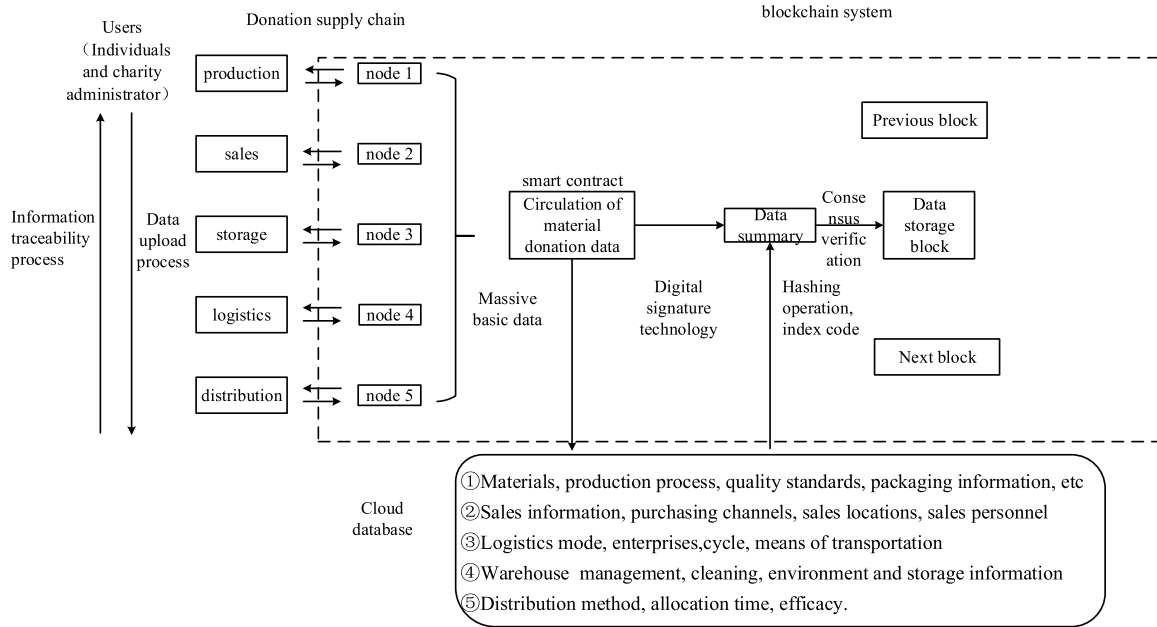 Users
（Individuals
and charity
administrator）
Donation supply chain
blockchain system
production
node 1
sales
node 2
storage
node 3
logistics
node 4
distribution
node 5
Information
traceability
process
Data
upload
process
Massive
basic data
smart contract
Circulation of
material
donation data
Digital
signature
technology
Data
summary
Conse
nsus
verific
ation
Hashing
operation,
index code
Previous block
Data
storage
block
Next block
Cloud
database
①Materials, production process, quality standards, packaging information, etc
②Sales information, purchasing channels, sales locations, sales personnel
③Logistics mode, enterprises,cycle, means of transportation
④Warehouse management, cleaning, environment and storage information
⑤Distribution method, allocation time, efficacy.